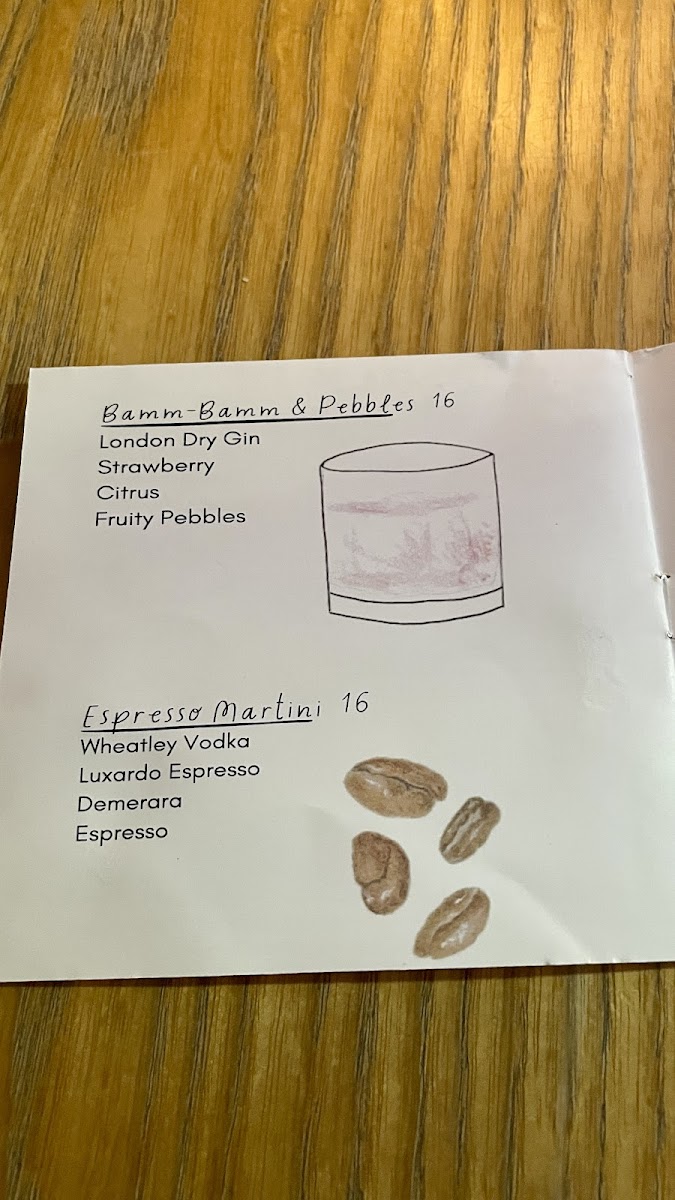 Bamm-Bamm & Pebbles 16
London Dry Gin
Strawberry
Citrus
Fruity Pebbles
Espresso Martini 16
Wheatley Vodka
Luxardo Espresso
Demerara
Espresso